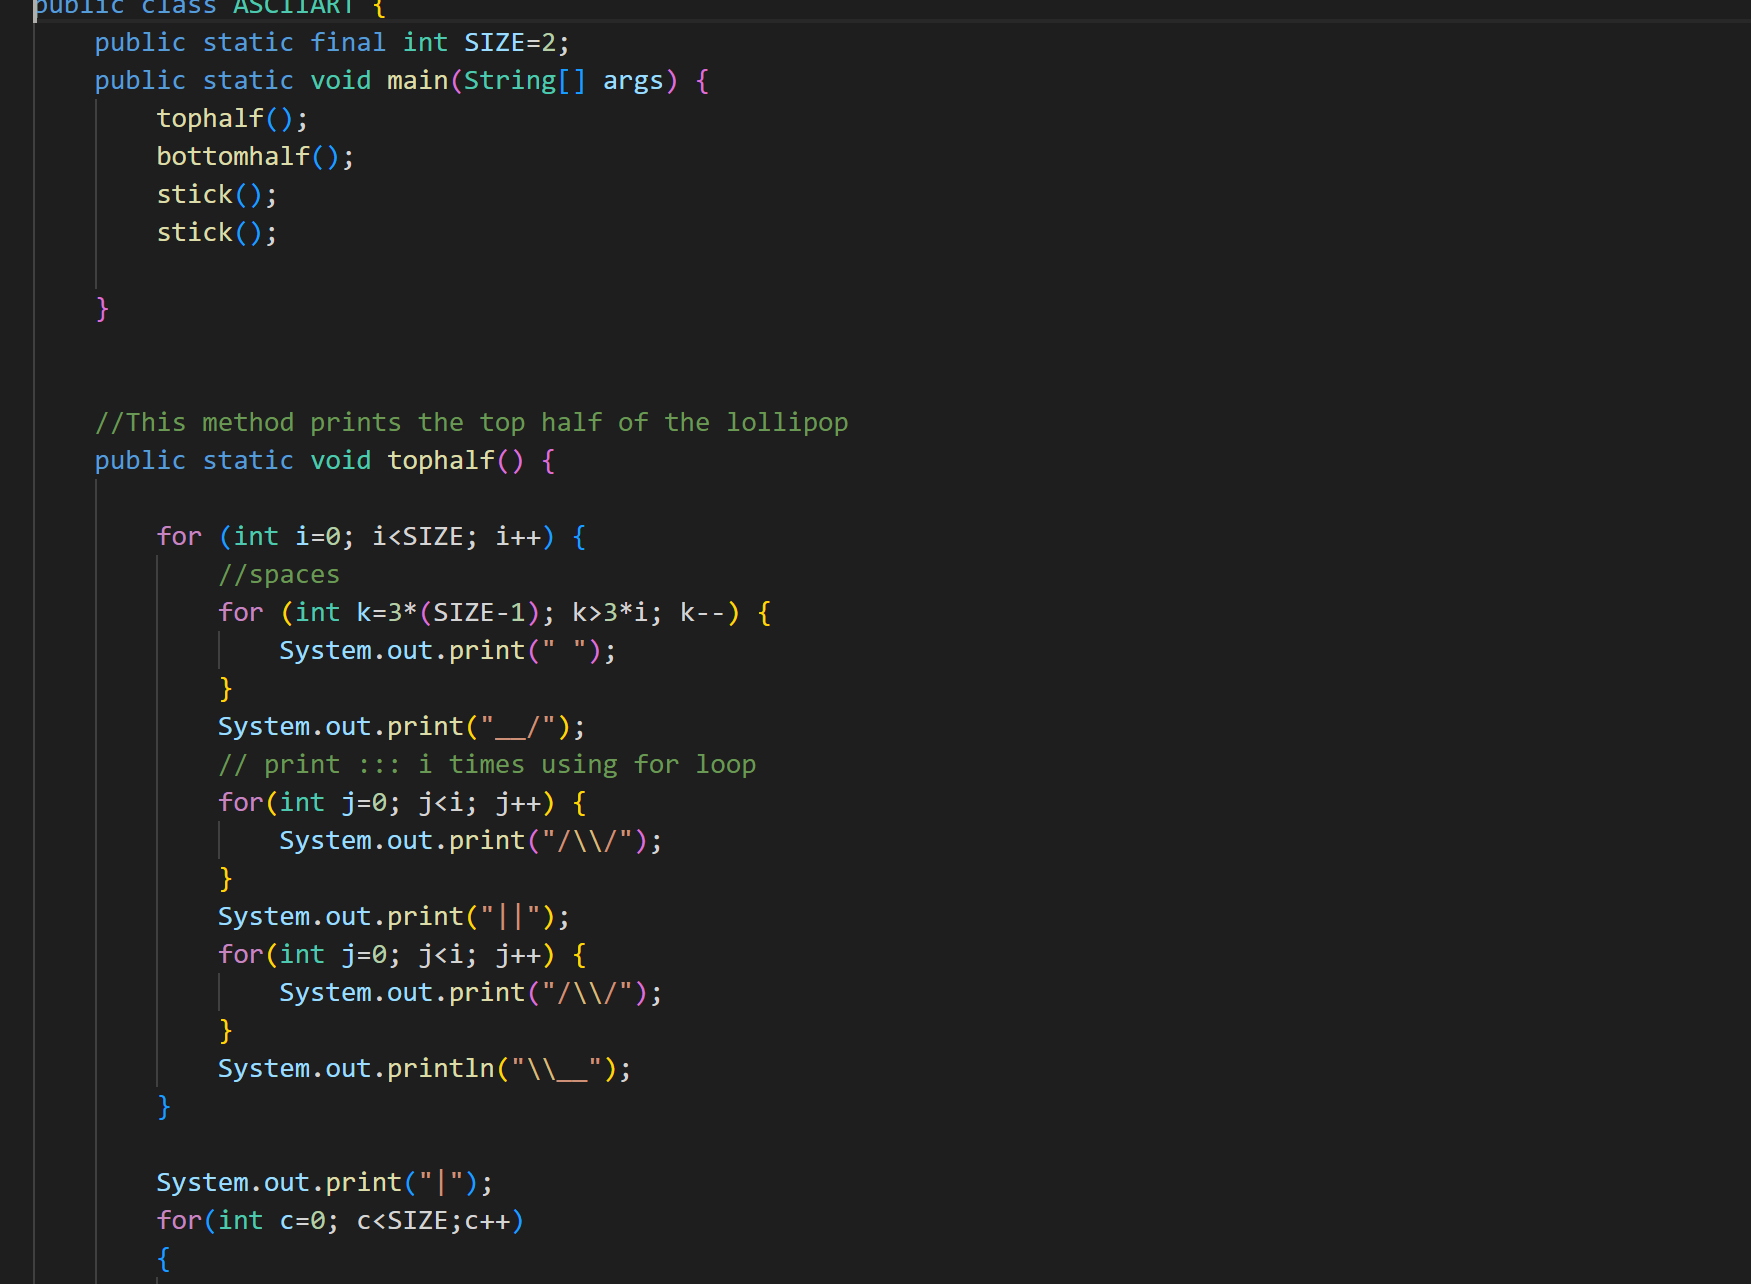 public class ASCIIART {
    public static final int SIZE=2;
    public static void main(String[] args) {
        tophalf();
        bottomhalf();
        stick();
        stick();

    }


    //This method prints the top half of the lollipop
    public static void tophalf() {

        for (int i=0; i<SIZE; i++) {
            //spaces
            for (int k=3*(SIZE-1); k>3*i; k--) {
                System.out.print(" ");
            }
            System.out.print("__/");
            // print ::: i times using for loop
            for(int j=0; j<i; j++) {
                System.out.print("/\\/");
            }
            System.out.print("||");
            for(int j=0; j<i; j++) {
                System.out.print("/\\/");
            }
            System.out.println("\\__");
        }

        System.out.print("|");
        for(int c=0; c<SIZE;c++)
        {